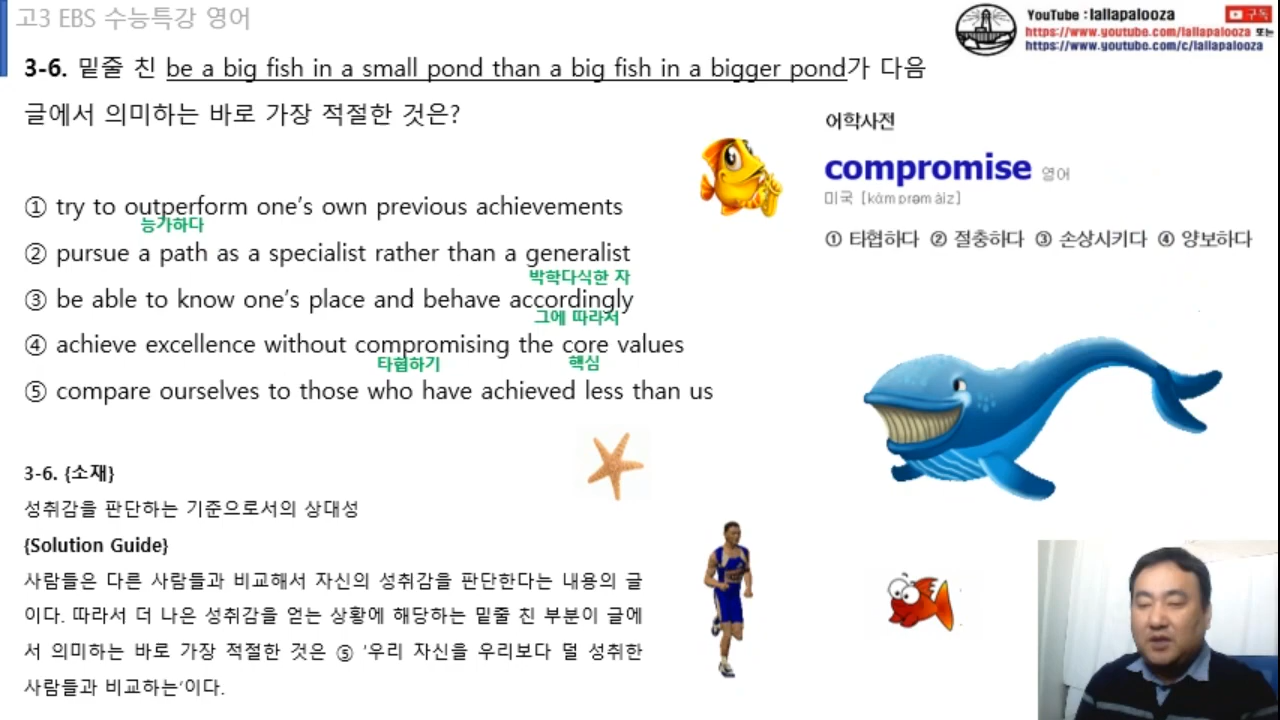 고3 EBS 수능특강 영어
YouTube : lallapalooza
구독
https://www.youtube.com/lallapalooza 또는
https://www.youtube.com/c/lallapalooza
3-6. 밑줄 친 be a big fish in a small pond than a big fish in a bigger pond가 다음
글에서 의미하는 바로 가장 적절한 것은?
① try to outperform one's own previous achievements
능가하다
② pursue a path as a specialist rather than a generalist
박학다식한 자
③ be able to know one's place and behave accordingly
그에 따라서
④ achieve excellence without compromising the core values
타협하기 핵심
⑤ compare ourselves to those who have achieved less than us
어학사전
compromise 영어
미국 [kάmprəmàiz]
① 타협하다 ② 절충하다 ③ 손상시키다 ④ 양보하다
3-6. {소재}
성취감을 판단하는 기준으로서의 상대성
{Solution Guide}
사람들은 다른 사람들과 비교해서 자신의 성취감을 판단한다는 내용의 글
이다. 따라서 더 나은 성취감을 얻는 상황에 해당하는 밑줄 친 부분이 글에
서 의미하는 바로 가장 적절한 것은 ⑤ '우리 자신을 우리보다 덜 성취한
사람들과 비교하는'이다.